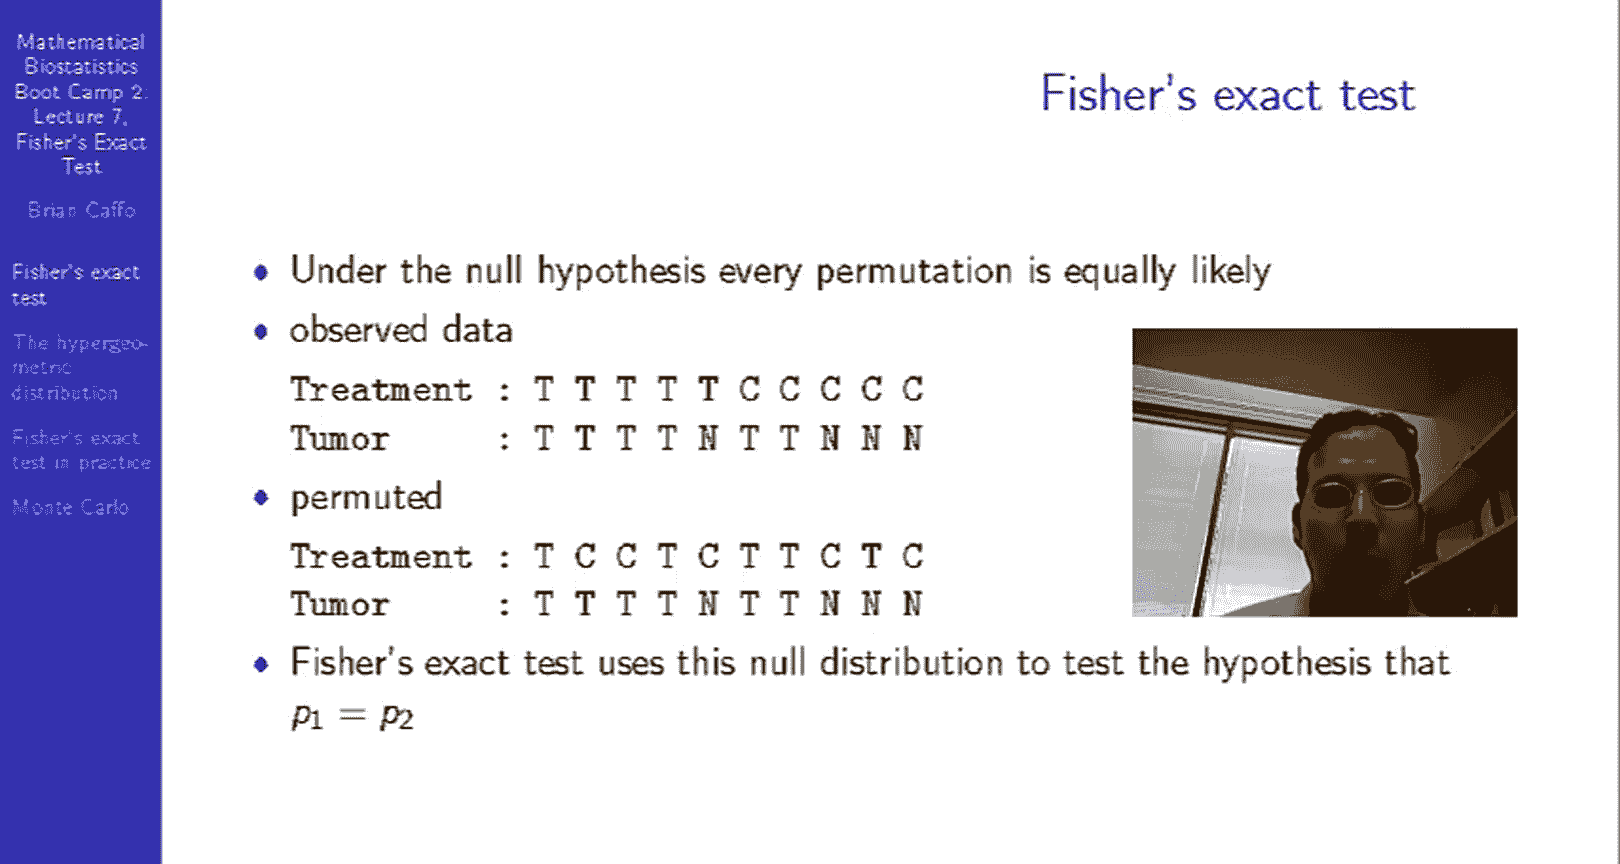 Mathematical
Biostatistics
Boot Camp 2:
Lecture 7,
Fisher's Exact
Test
Brian Caffo
Fisher's exact
test
The hypergeo-
metric
distribution
Fisher's exact
test in practice
Monte Carlo
Fisher's exact test
• Under the null hypothesis every permutation is equally likely
• observed data
Treatment : T T T T T C C C C C
Tumor : T T T T N T T N N N
• permuted
Treatment : T C C T C T T C T C
Tumor : T T T T N T T N N N
• Fisher's exact test uses this null distribution to test the hypothesis that
p₁ = p₂